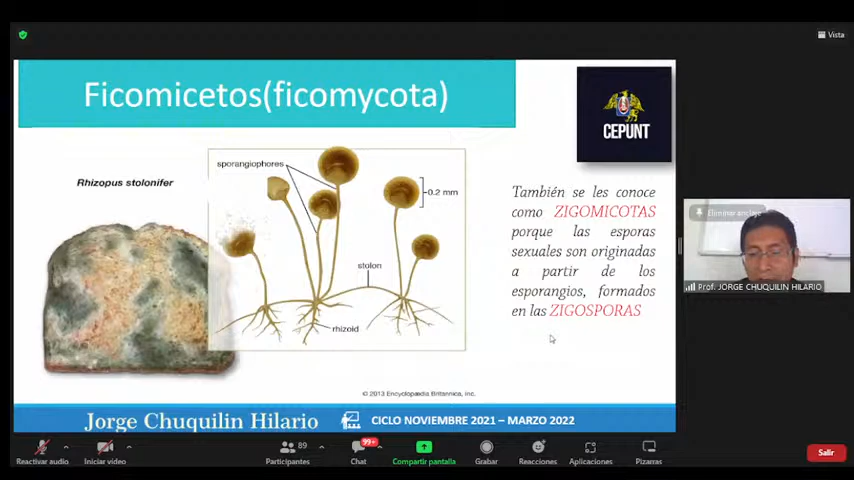 Vista
Ficomicetos(ficomycota)
CEPUNT
Rhizopus stolonifer
sporangiophores
0.2 mm
stolon
rhizoid
También se les conoce
como ZIGOMICOTAS
porque las esporas
sexuales son originadas
a partir de los
esporangios, formados
en las ZIGOSPORAS
© 2013 Encyclopædia Britannica, Inc.
Eliminar anclaje
Prof. JORGE CHUQUILIN HILARIO
Jorge Chuquilin Hilario
CICLO NOVIEMBRE 2021 – MARZO 2022
89
99+
Reactivar audio
Iniciar video
Participantes
Chat
Compartir pantalla
Grabar
Reacciones
Aplicaciones
Pizarras
Salir